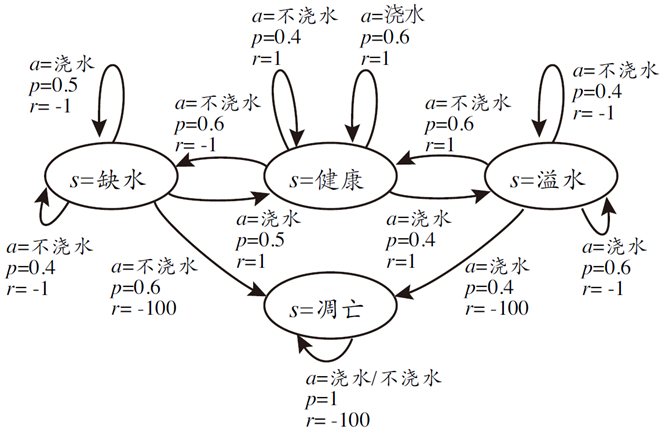 a=不浇水
p=0.4
r=1
a=浇水
p=0.6
r=1
a=浇水
p=0.5
r= -1
a=不浇水
p=0.6
r= -1
a=不浇水
p=0.6
1
a=不浇水
p=0.4
r= -1
s=缺水
s=健康
s=溢水
a=不浇水
p=0.4
r= -1
a=不浇水
p=0.6
r= -100
a=浇水
p=0.5
r=1
a=浇水
p=0.4
r=1
a=浇水
p=0.4
r= -100
a=浇水
p=0.6
r= -1
s=凋亡
a=浇水/不浇水
p=1
r= -100